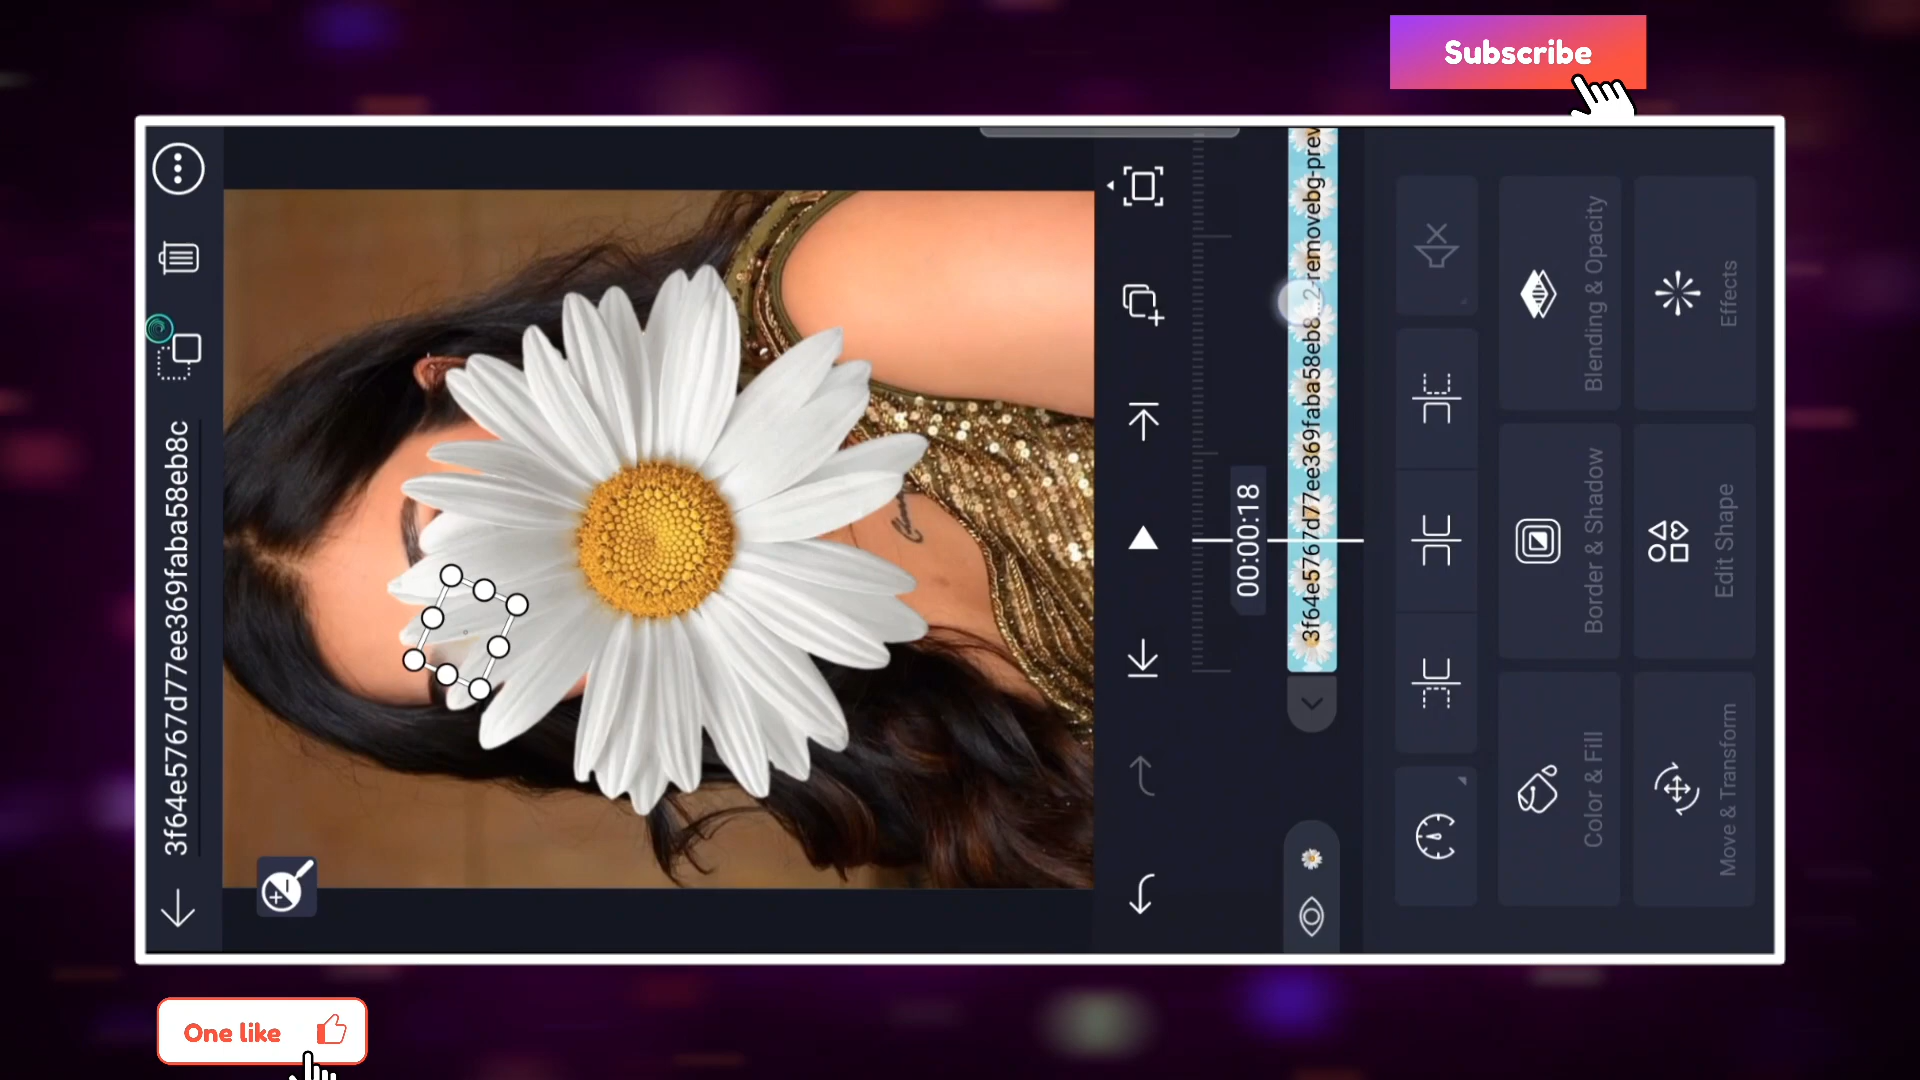 Subscribe
3f64e5767d77ee369faba58eb8c
00:00:18
3f64e5767d77ee369faba58eb8...2-removebg-prev
Blending & Opacity
Effects
Border & Shadow
Edit Shape
Color & Fill
Move & Transform
One like